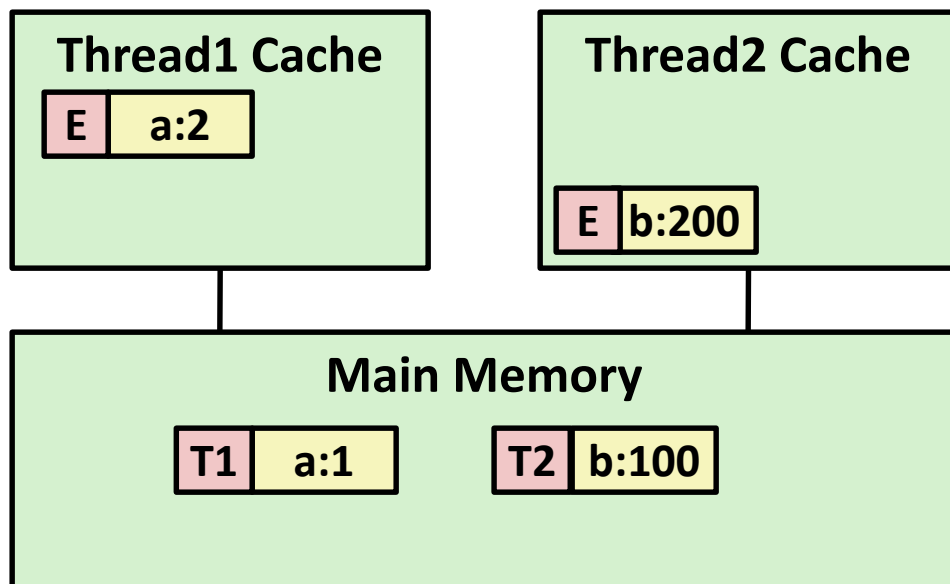 Thread1 Cache
E a:2
Thread2 Cache
E b:200
Main Memory
T1 a:1
T2 b:100